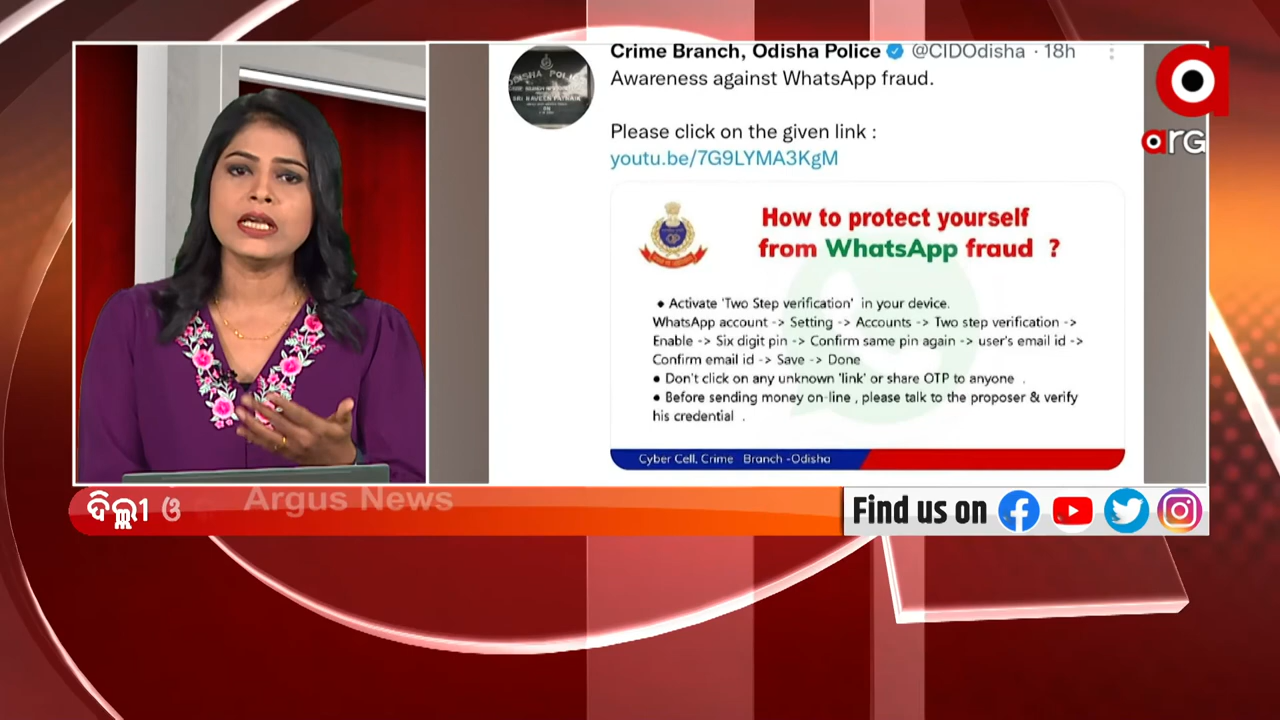 Crime Branch, Odisha Police @CIDOdisha · 18h
Awareness against WhatsApp fraud.
Please click on the given link :
youtu.be/7G9LYMA3KgM
How to protect yourself
from WhatsApp fraud ?
• Activate 'Two Step verification' in your device.
WhatsApp account -> Setting -> Accounts -> Two step verification ->
Enable -> Six digit pin -> Confirm same pin again -> user's email id ->
Confirm email id -> Save -> Done
• Don't click on any unknown 'link' or share OTP to anyone .
• Before sending money on-line , please talk to the proposer & verify
his credential .
Cyber Cell, Crime Branch -Odisha
arG
ଦିଲ୍ଲୀ ଓ
Argus News
Find us on